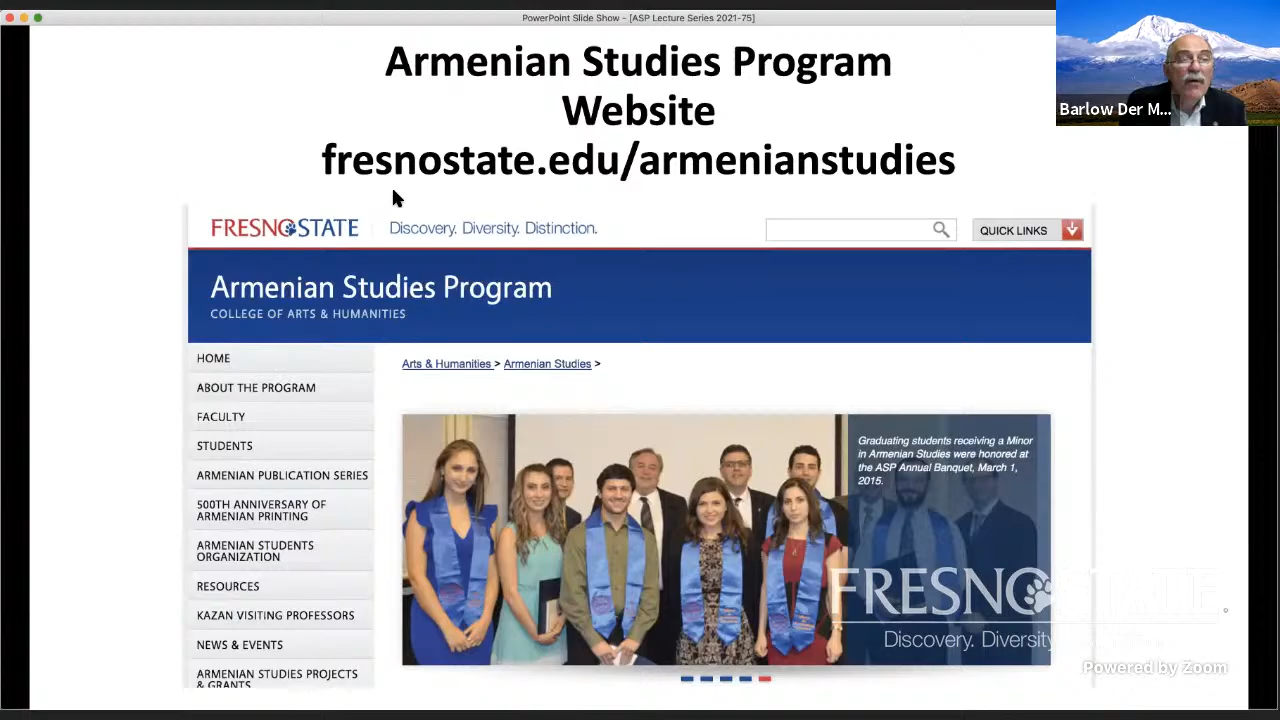 PowerPoint Slide Show - [ASP Lecture Series 2021-75]
Armenian Studies Program
Website
fresnostate.edu/armenianstudies
Barlow Der M...
FRESNO STATE
Discovery. Diversity. Distinction.
QUICK LINKS
Armenian Studies Program
COLLEGE OF ARTS & HUMANITIES
HOME
ABOUT THE PROGRAM
FACULTY
STUDENTS
ARMENIAN PUBLICATION SERIES
500TH ANNIVERSARY OF
ARMENIAN PRINTING
ARMENIAN STUDENTS
ORGANIZATION
RESOURCES
KAZAN VISITING PROFESSORS
NEWS & EVENTS
ARMENIAN STUDIES PROJECTS
& GRANTS
Arts & Humanities > Armenian Studies >
Graduating students receiving a Minor
in Armenian Studies were honored at
the ASP Annual Banquet, March 1,
2015.
FRESNO STATE
Discovery. Diversity
Powered by Zoom